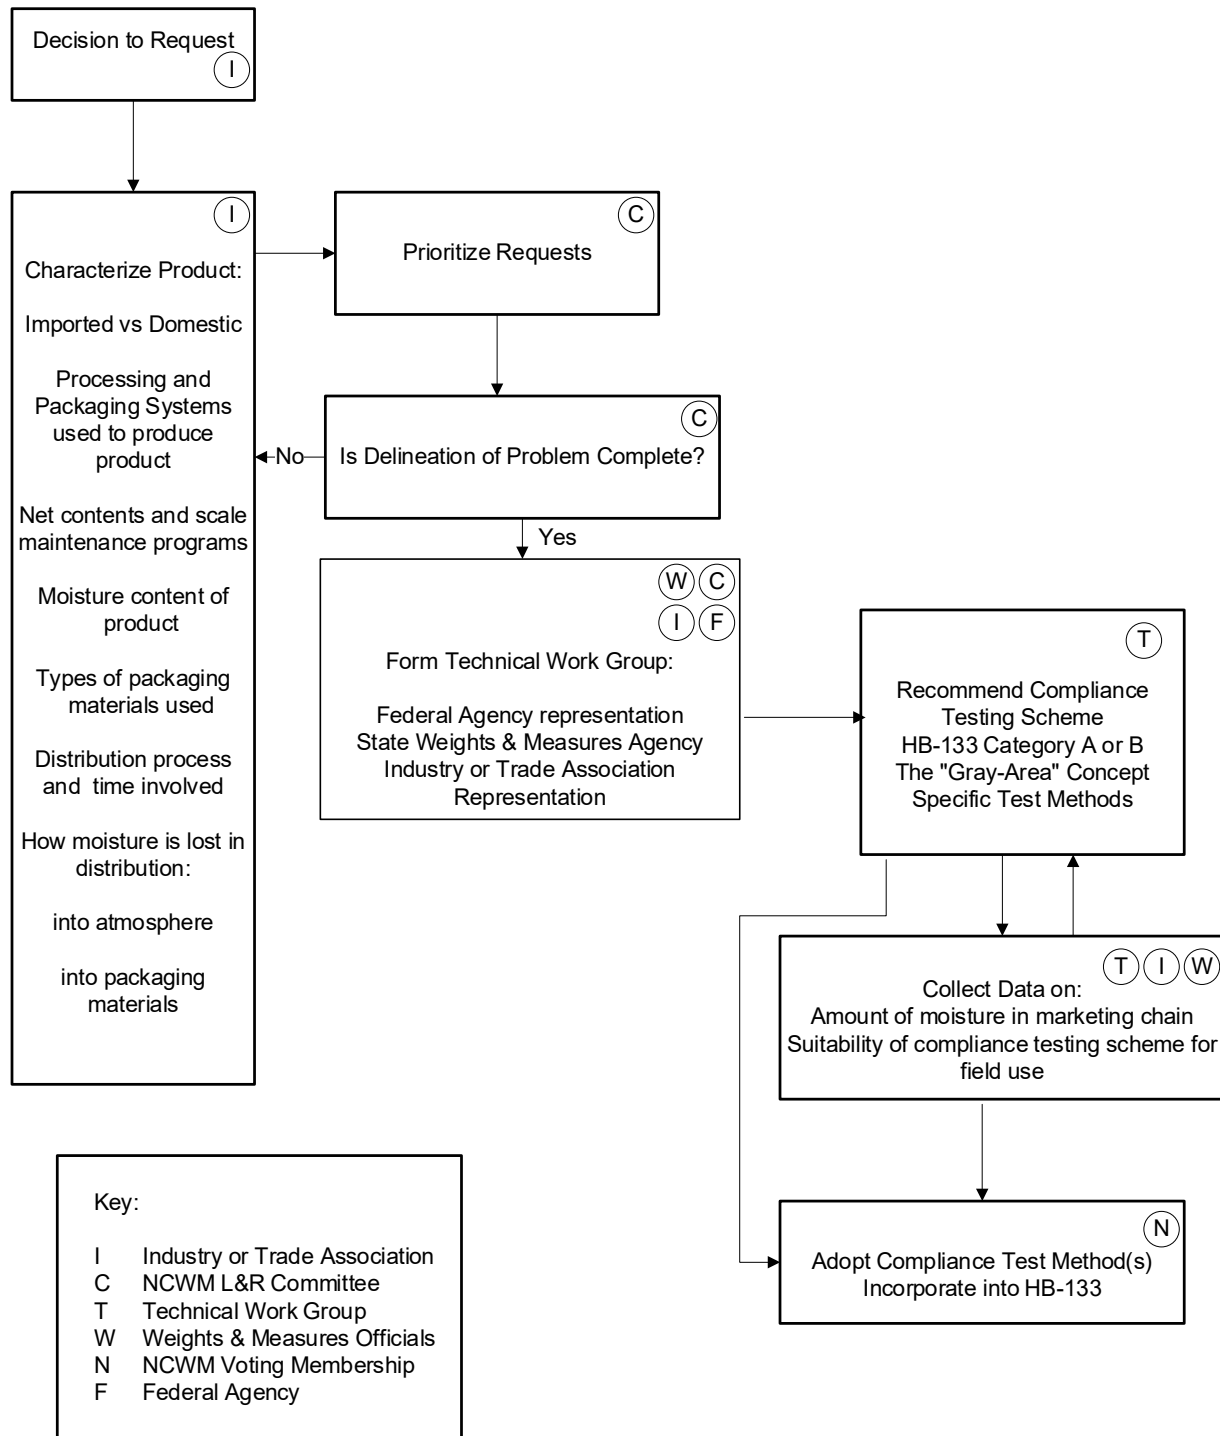 Decision to Request
I
I
Characterize Product:
Imported vs Domestic
Processing and
Packaging Systems
used to produce
product
Net contents and scale
maintenance programs
Moisture content of
product
Types of packaging
materials used
Distribution process
and time involved
How moisture is lost in
distribution:
into atmosphere
into packaging
materials
C
Prioritize Requests
C
Is Delineation of Problem Complete?
No
Yes
W C
I F
Form Technical Work Group:
Federal Agency representation
State Weights & Measures Agency
Industry or Trade Association
Representation
T
Recommend Compliance
Testing Scheme
HB-133 Category A or B
The "Gray-Area" Concept
Specific Test Methods
T I W
Collect Data on:
Amount of moisture in marketing chain
Suitability of compliance testing scheme for
field use
N
Adopt Compliance Test Method(s)
Incorporate into HB-133
Key:
I Industry or Trade Association
C NCWM L&R Committee
T Technical Work Group
W Weights & Measures Officials
N NCWM Voting Membership
F Federal Agency